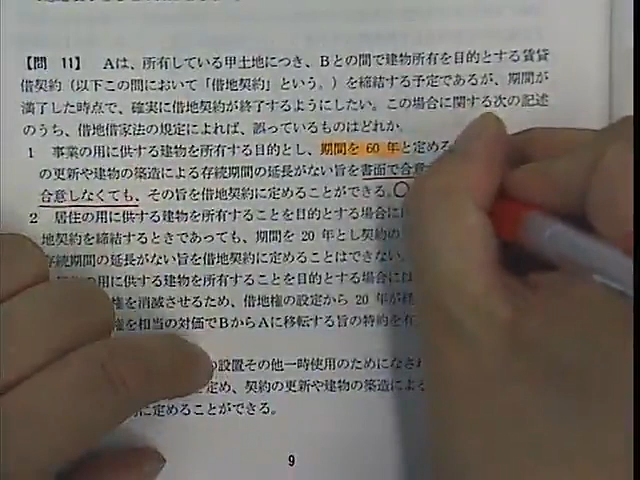 【問 11】 Aは、所有している甲土地につき、Bとの間で建物所有を目的とする賃貸
借契約（以下この間において「借地契約」という。）を締結する予定であるが、期間が
満了した時点で、確実に借地契約が終了するようにしたい。この場合に関する次の記述
のうち、借地借家法の規定によれば、誤っているものはどれか。
1 事業の用に供する建物を所有する目的とし、期間を 60 年と定める
の更新や建物の築造による存続期間の延長がない旨を書面で合意
合意しなくても、その旨を借地契約に定めることができる。○
2 居住の用に供する建物を所有することを目的とする場合に
地契約を締結するときであっても、期間を 20 年とし契約の
存続期間の延長がない旨を借地契約に定めることはできない。
の用に供する建物を所有することを目的とする場合に
権を消滅させるため、借地権の設定から 20 年が
を相当の対価でBからAに移転する旨の特約を有
の設置その他一時使用のためになされ
定め、契約の更新や建物の築造による
に定めることができる。
9